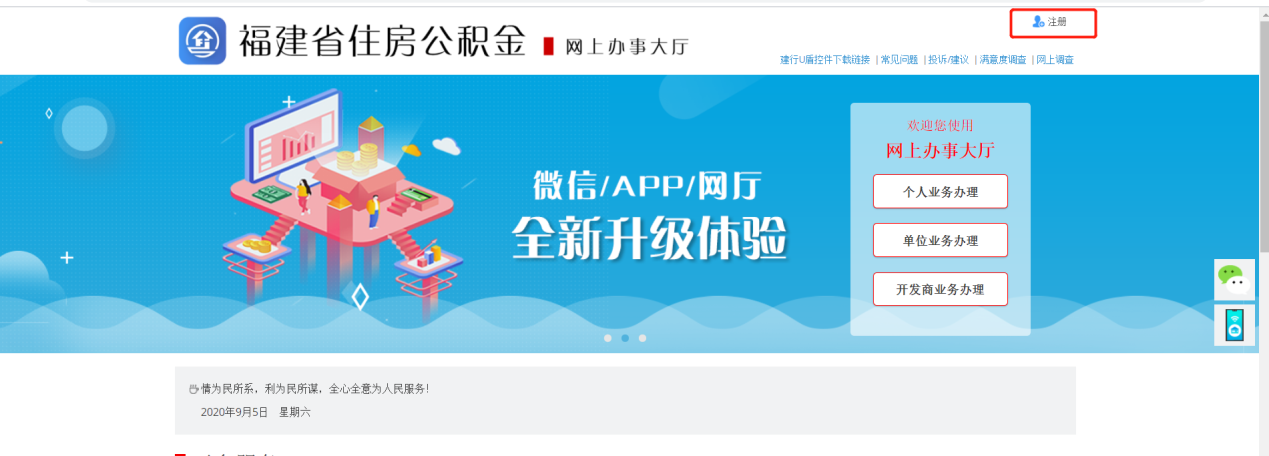 注册
福建省住房公积金 网上办事大厅
建行U盾控件下载链接 | 常见问题 | 投诉/建议 | 满意度调查 | 网上调查
欢迎您使用
网上办事大厅
微信/APP/网厅
全新升级体验
个人业务办理
单位业务办理
开发商业务办理
情为民所系，利为民所谋，全心全意为人民服务！
2020年9月5日 星期六